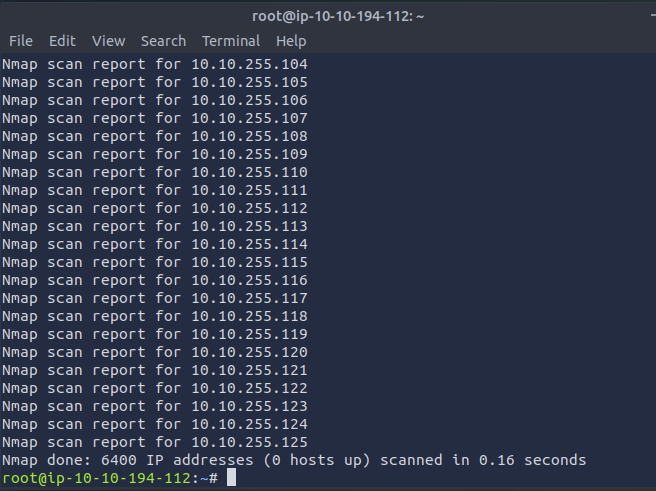 root@ip-10-10-194-112: ~
File Edit View Search Terminal Help
Nmap scan report for 10.10.255.104
Nmap scan report for 10.10.255.105
Nmap scan report for 10.10.255.106
Nmap scan report for 10.10.255.107
Nmap scan report for 10.10.255.108
Nmap scan report for 10.10.255.109
Nmap scan report for 10.10.255.110
Nmap scan report for 10.10.255.111
Nmap scan report for 10.10.255.112
Nmap scan report for 10.10.255.113
Nmap scan report for 10.10.255.114
Nmap scan report for 10.10.255.115
Nmap scan report for 10.10.255.116
Nmap scan report for 10.10.255.117
Nmap scan report for 10.10.255.118
Nmap scan report for 10.10.255.119
Nmap scan report for 10.10.255.120
Nmap scan report for 10.10.255.121
Nmap scan report for 10.10.255.122
Nmap scan report for 10.10.255.123
Nmap scan report for 10.10.255.124
Nmap scan report for 10.10.255.125
Nmap done: 6400 IP addresses (0 hosts up) scanned in 0.16 seconds
root@ip-10-10-194-112:~#